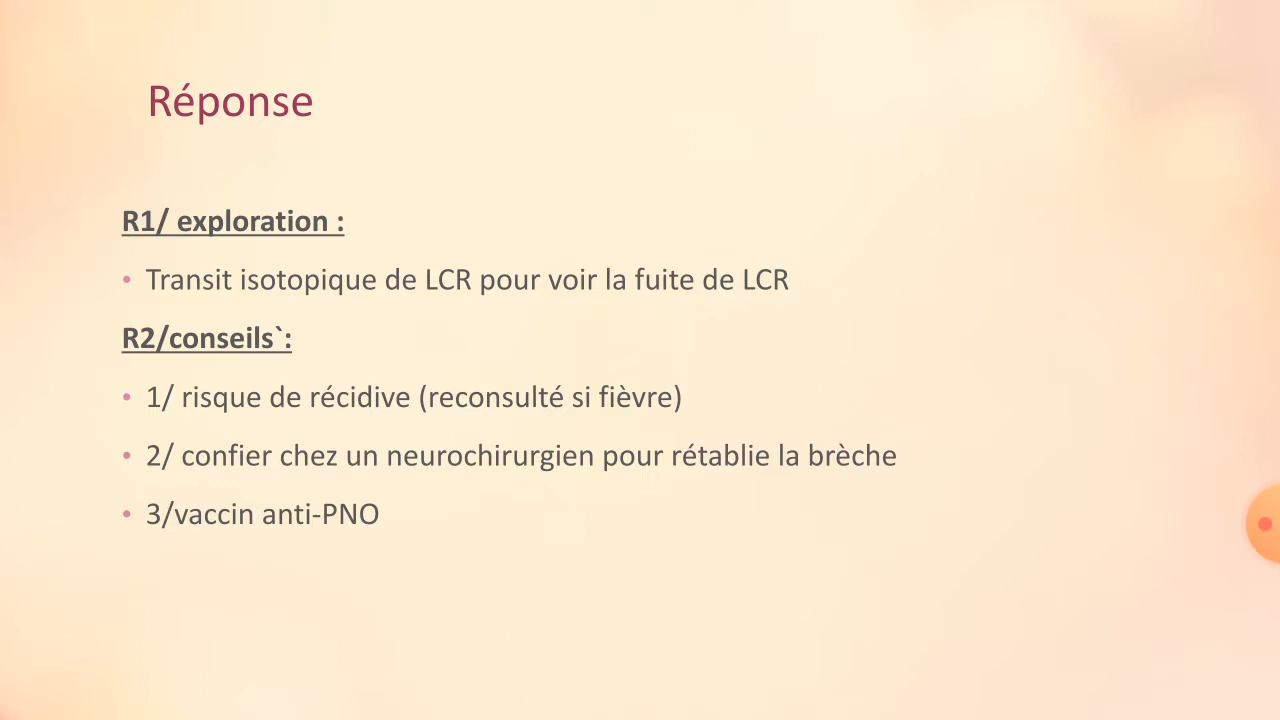 Réponse
R1/ exploration :
• Transit isotopique de LCR pour voir la fuite de LCR
R2/conseils`:
• 1/ risque de récidive (reconsulté si fièvre)
• 2/ confier chez un neurochirurgien pour rétablie la brèche
• 3/vaccin anti-PNO